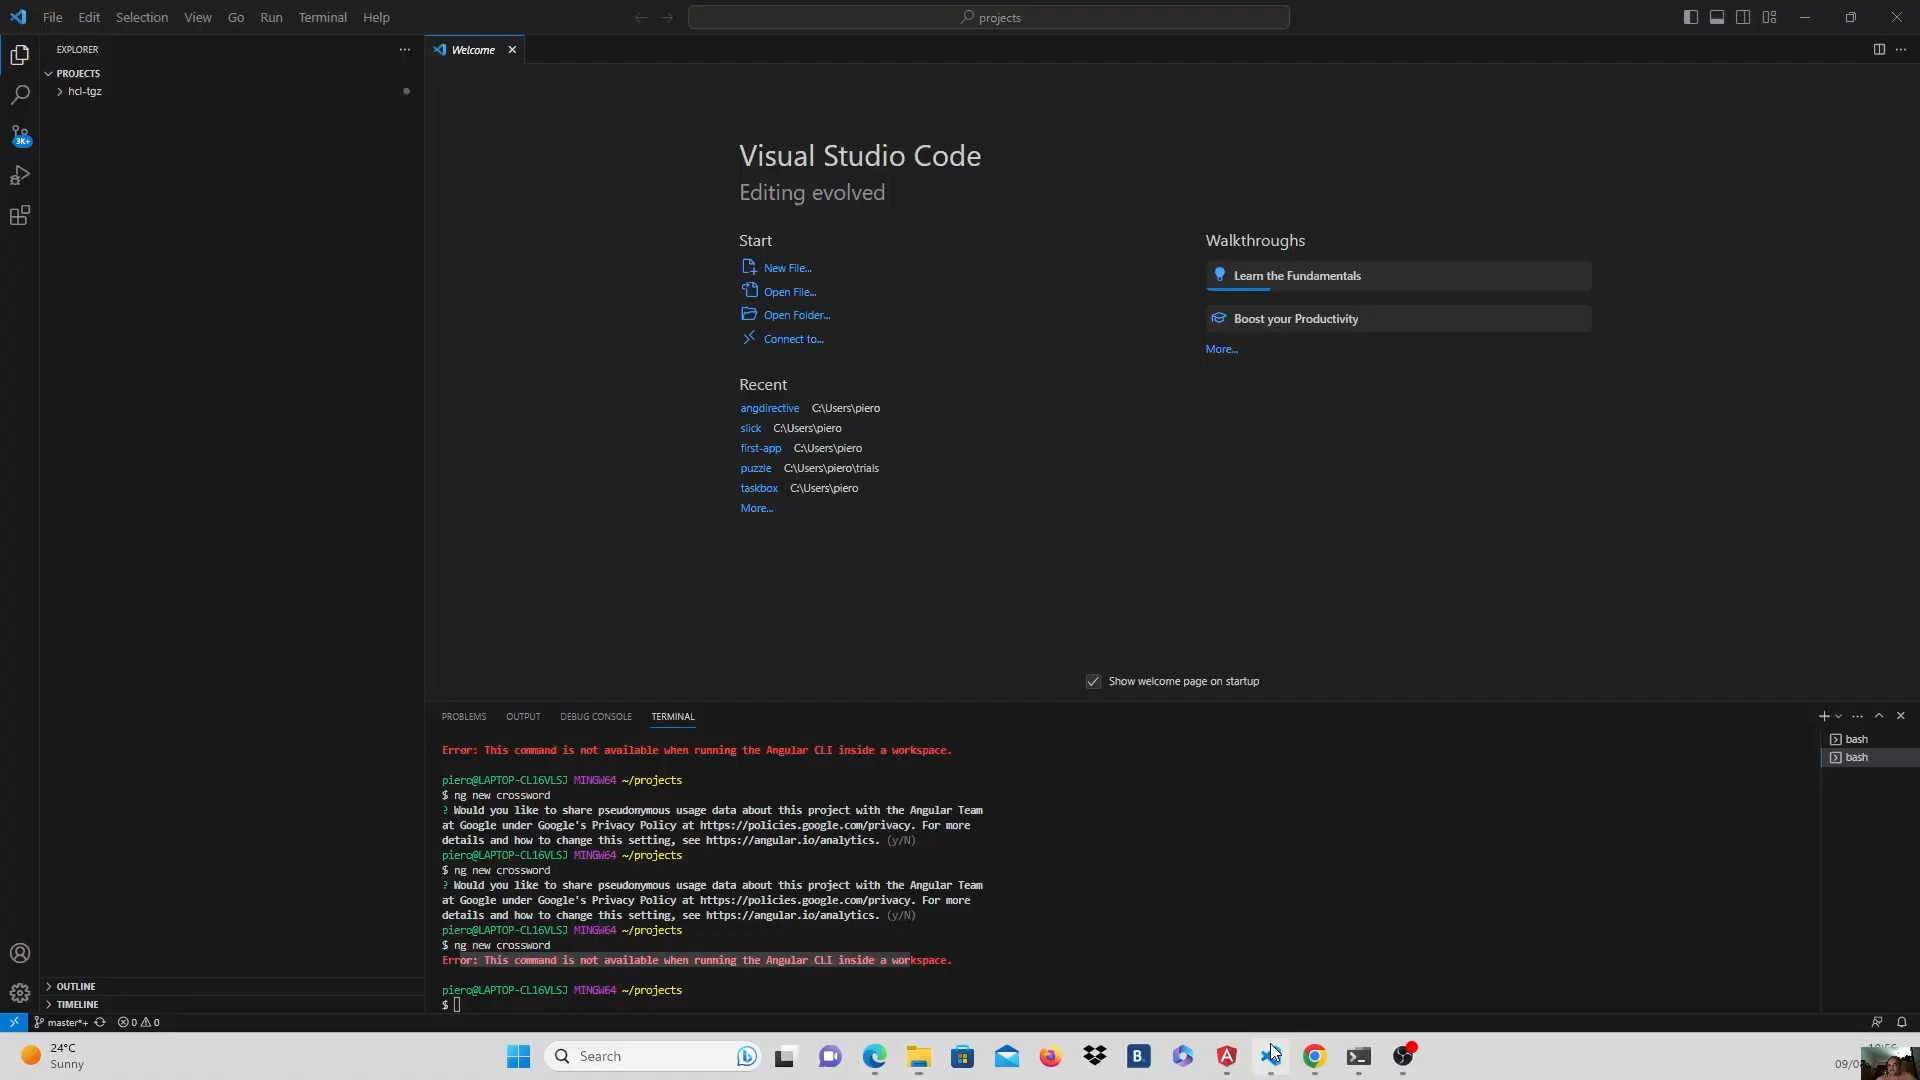 File Edit Selection View Go Run Terminal Help
projects
EXPLORER
Welcome
PROJECTS
hcl-tgz
3K+
Visual Studio Code
Editing evolved
Start
New File...
Open File...
Open Folder...
Connect to...
Walkthroughs
Learn the Fundamentals
Boost your Productivity
More...
Recent
angdirective C:\Users\piero
slick C:\Users\piero
first-app C:\Users\piero
puzzle C:\Users\piero\trials
taskbox C:\Users\piero
More...
Show welcome page on startup
PROBLEMS OUTPUT DEBUG CONSOLE TERMINAL
bash
bash
Error: This command is not available when running the Angular CLI inside a workspace.
piero@LAPTOP-CL16VLSJ MINGW64 ~/projects
$ ng new crossword
? Would you like to share pseudonymous usage data about this project with the Angular Team
at Google under Google's Privacy Policy at https://policies.google.com/privacy. For more
details and how to change this setting, see https://angular.io/analytics. (y/N)
piero@LAPTOP-CL16VLSJ MINGW64 ~/projects
$ ng new crossword
? Would you like to share pseudonymous usage data about this project with the Angular Team
at Google under Google's Privacy Policy at https://policies.google.com/privacy. For more
details and how to change this setting, see https://angular.io/analytics. (y/N)
piero@LAPTOP-CL16VLSJ MINGW64 ~/projects
$ ng new crossword
Error: This command is not available when running the Angular CLI inside a workspace.
piero@LAPTOP-CL16VLSJ MINGW64 ~/projects
$
OUTLINE
TIMELINE
master*+ 0 0
24°C
Sunny
Search
B.